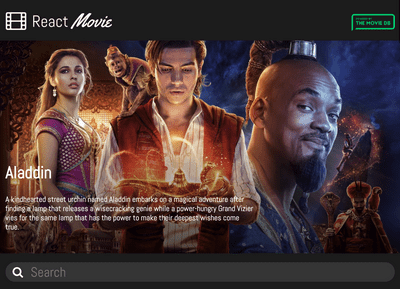 React Movie
POWERED BY
THE MOVIE DB
Aladdin
A kindhearted street urchin named Aladdin embarks on a magical adventure after
finding a lamp that releases a wisecracking genie while a power-hungry Grand Vizier
vies for the same lamp that has the power to make their deepest wishes come
true.
Search